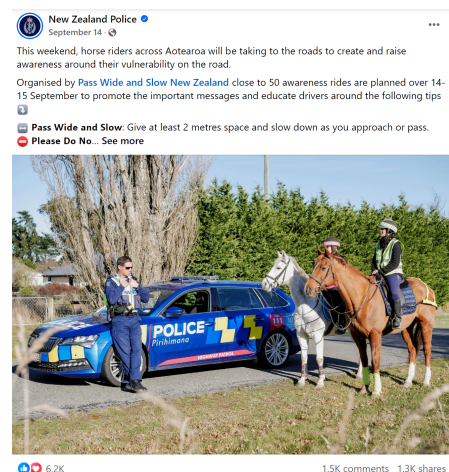 New Zealand Police
September 14 ·
This weekend, horse riders across Aotearoa will be taking to the roads to create and raise
awareness around their vulnerability on the road.
Organised by Pass Wide and Slow New Zealand close to 50 awareness rides are planned over 14-
15 September to promote the important messages and educate drivers around the following tips
Pass Wide and Slow: Give at least 2 metres space and slow down as you approach or pass.
Please Do No... See more
POLICE
Pirihimana
HIGHWAY PATROL
6.2K
1.5K comments 1.3K shares